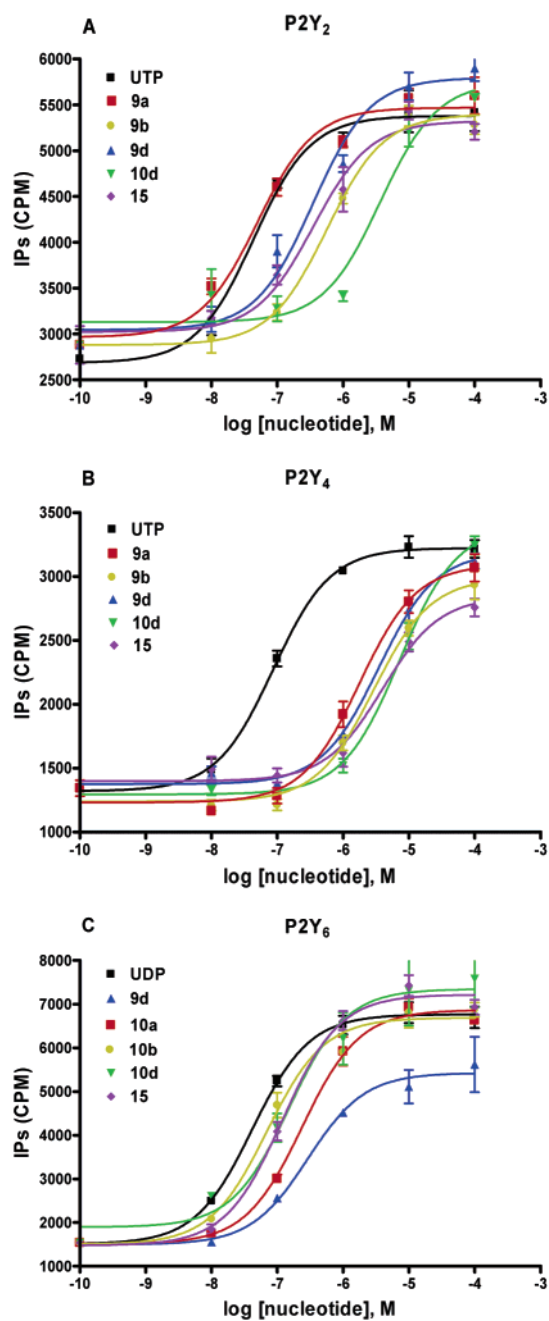 A
P2Y2
IPs (CPM)
6000
5500
5000
4500
4000
3500
3000
2500
UTP
9a
9b
9d
10d
15
-10 -9 -8 -7 -6 -5 -4 -3
log [nucleotide], M
B
P2Y4
IPs (CPM)
3500
3000
2500
2000
1500
1000
UTP
9a
9b
9d
10d
15
-10 -9 -8 -7 -6 -5 -4 -3
log [nucleotide], M
C
P2Y6
IPs (CPM)
8000
7000
6000
5000
4000
3000
2000
1000
UDP
9d
10a
10b
10d
15
-10 -9 -8 -7 -6 -5 -4 -3
log [nucleotide], M